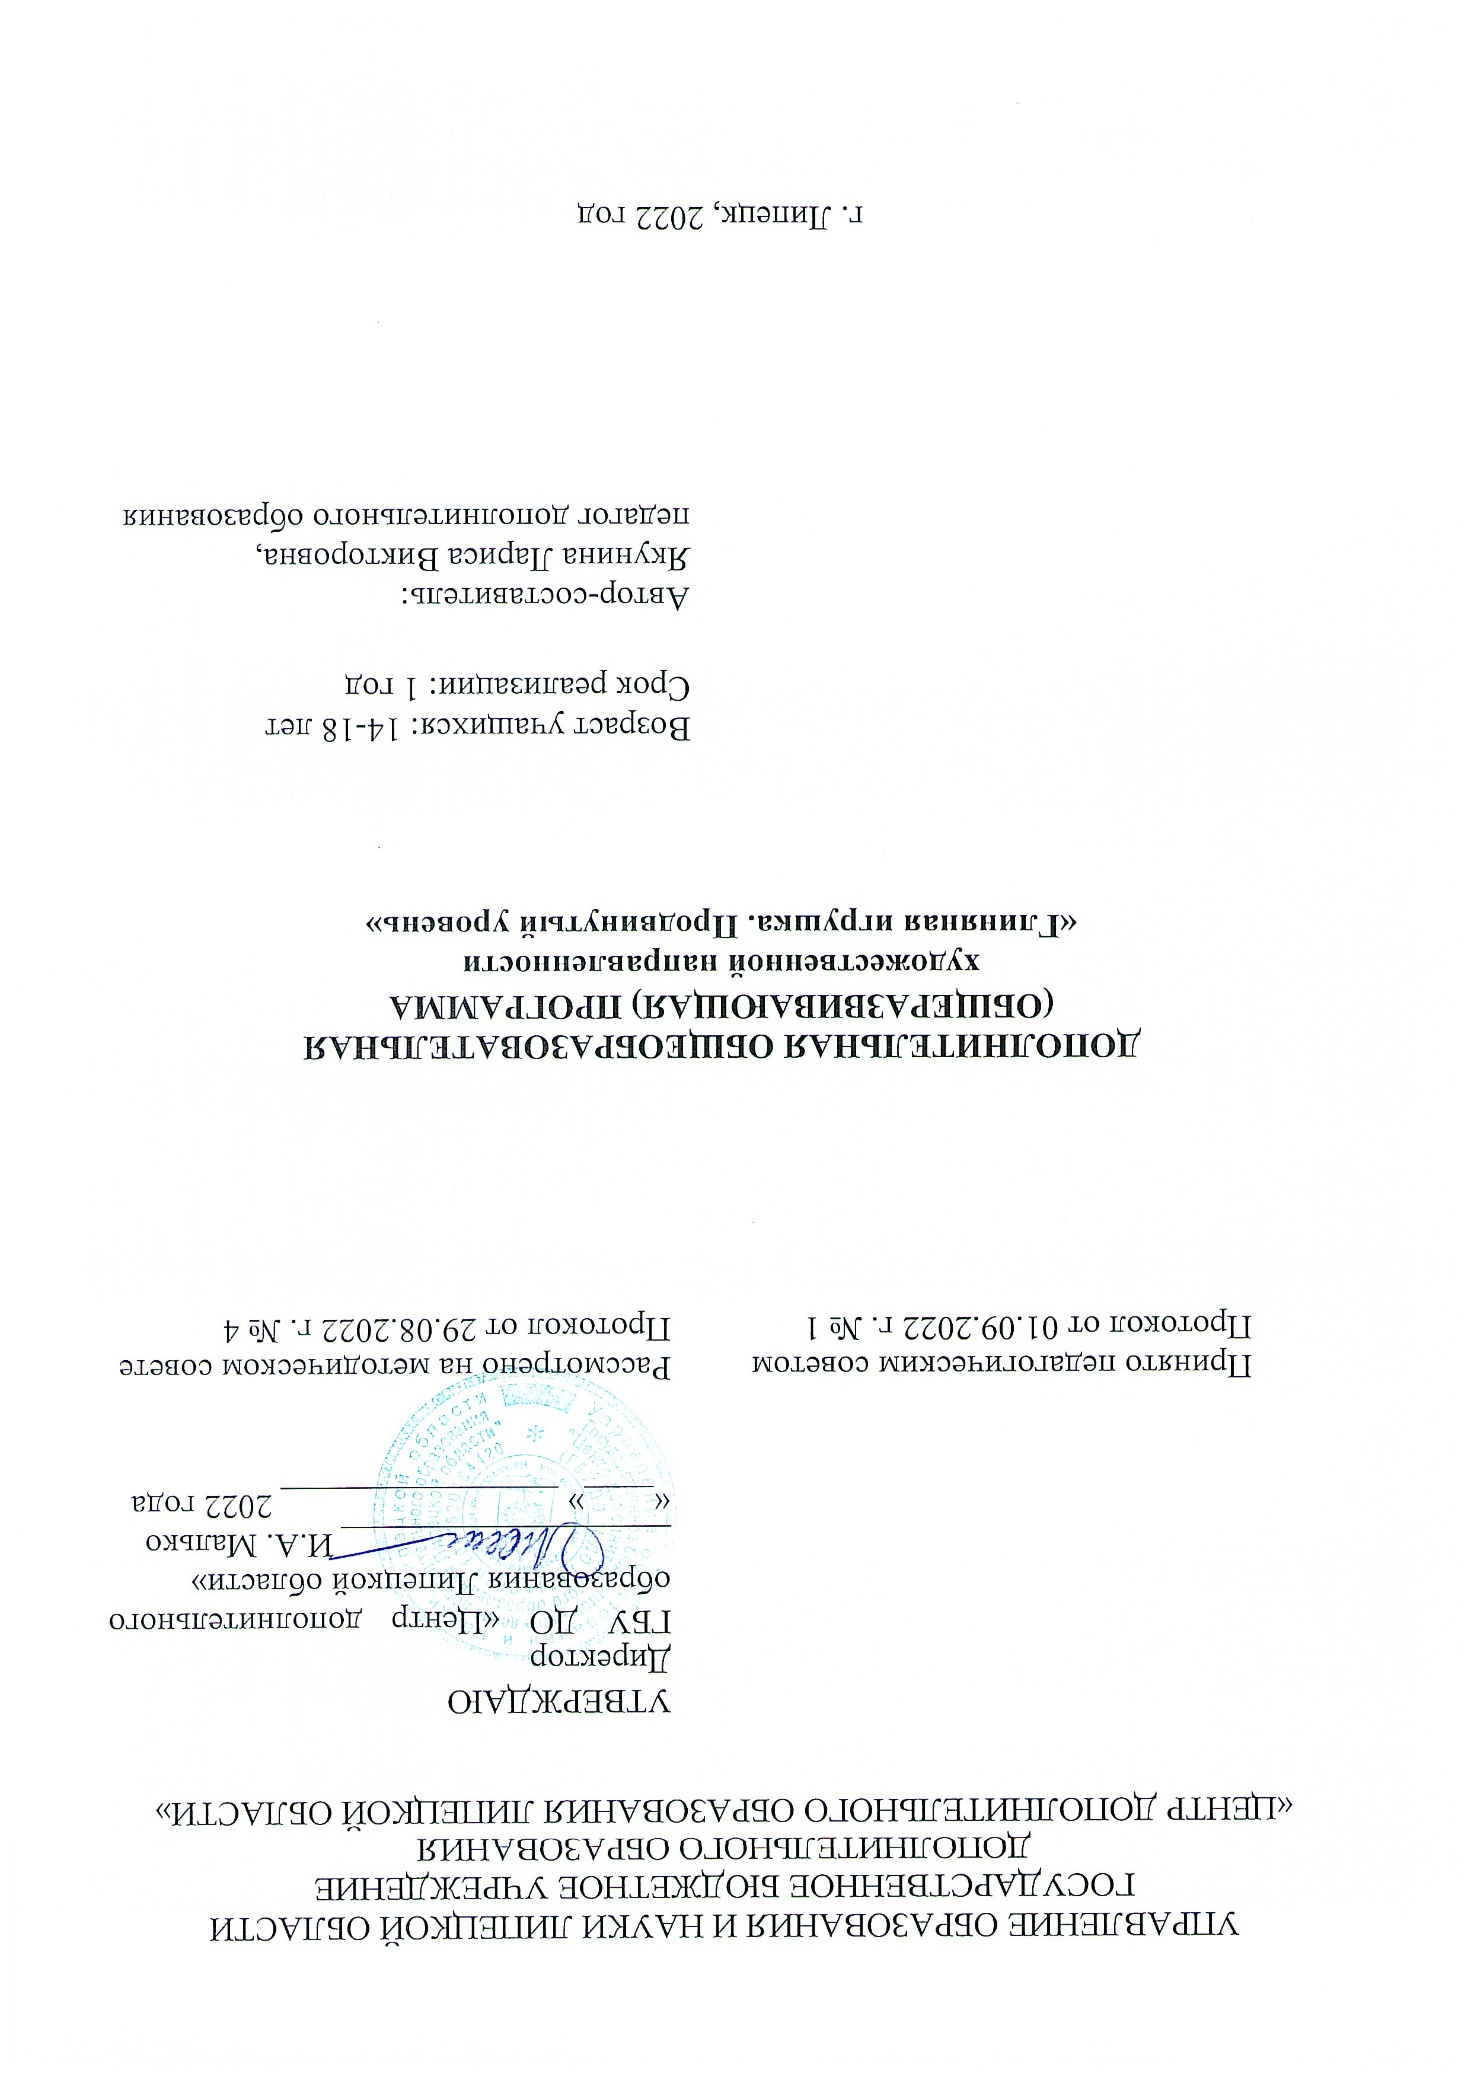 УПРАВЛЕНИЕ ОБРАЗОВАНИЯ И НАУКИ ЛИПЕЦКОЙ ОБЛАСТИ
ГОСУДАРСТВЕННОЕ БЮДЖЕТНОЕ УЧРЕЖДЕНИЕ
ДОПОЛНИТЕЛЬНОГО ОБРАЗОВАНИЯ
«ЦЕНТР ДОПОЛНИТЕЛЬНОГО ОБРАЗОВАНИЯ ЛИПЕЦКОЙ ОБЛАСТИ»
УТВЕРЖДАЮ
Директор
ГБУ ДО «Центр дополнительного
образования Липецкой области»
____________________ И.А. Малько
«____» ________________ 2022 года
Принято педагогическим советом
Протокол от 01.09.2022 г. № 1
Рассмотрено на методическом совете
Протокол от 29.08.2022 г. № 4
ДОПОЛНИТЕЛЬНАЯ ОБЩЕОБРАЗОВАТЕЛЬНАЯ
(ОБЩЕРАЗВИВАЮЩАЯ) ПРОГРАММА
художественной направленности
«Глиняная игрушка. Продвинутый уровень»
Возраст учащихся: 14-18 лет
Срок реализации: 1 год
Автор-составитель:
Якунина Лариса Викторовна,
педагог дополнительного образования
г. Липецк, 2022 год